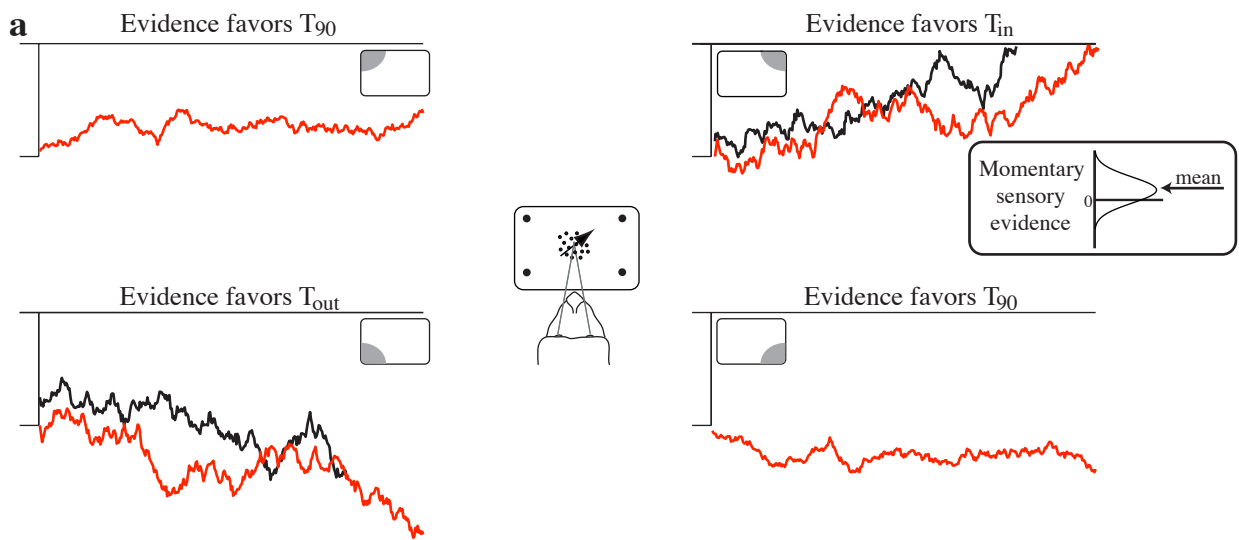 a
Evidence favors T90
Evidence favors Tin
Momentary
sensory
evidence
0
mean
Evidence favors Tout
Evidence favors T90